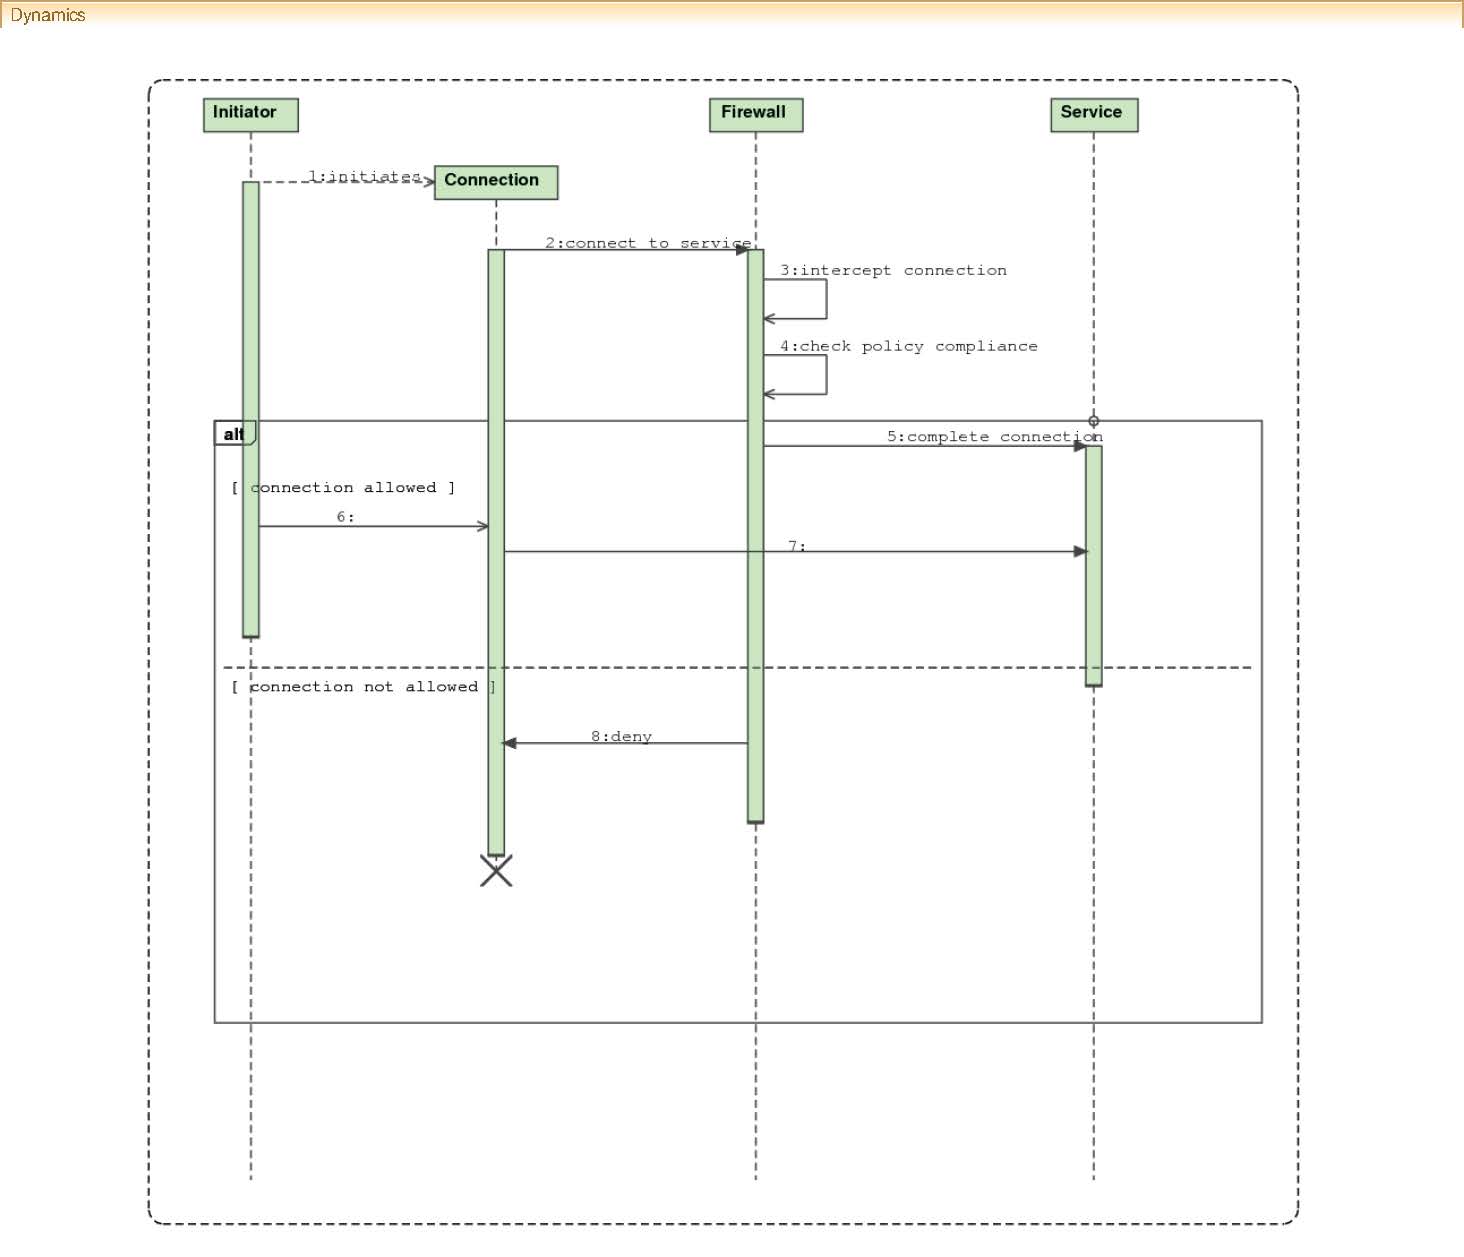 Dynamics
Initiator
Firewall
Service
1:initiates
Connection
2:connect to service
3:intercept connection
4:check policy compliance
alt
5:complete connection
[ connection allowed ]
6:
7:
[ connection not allowed ]
8:deny